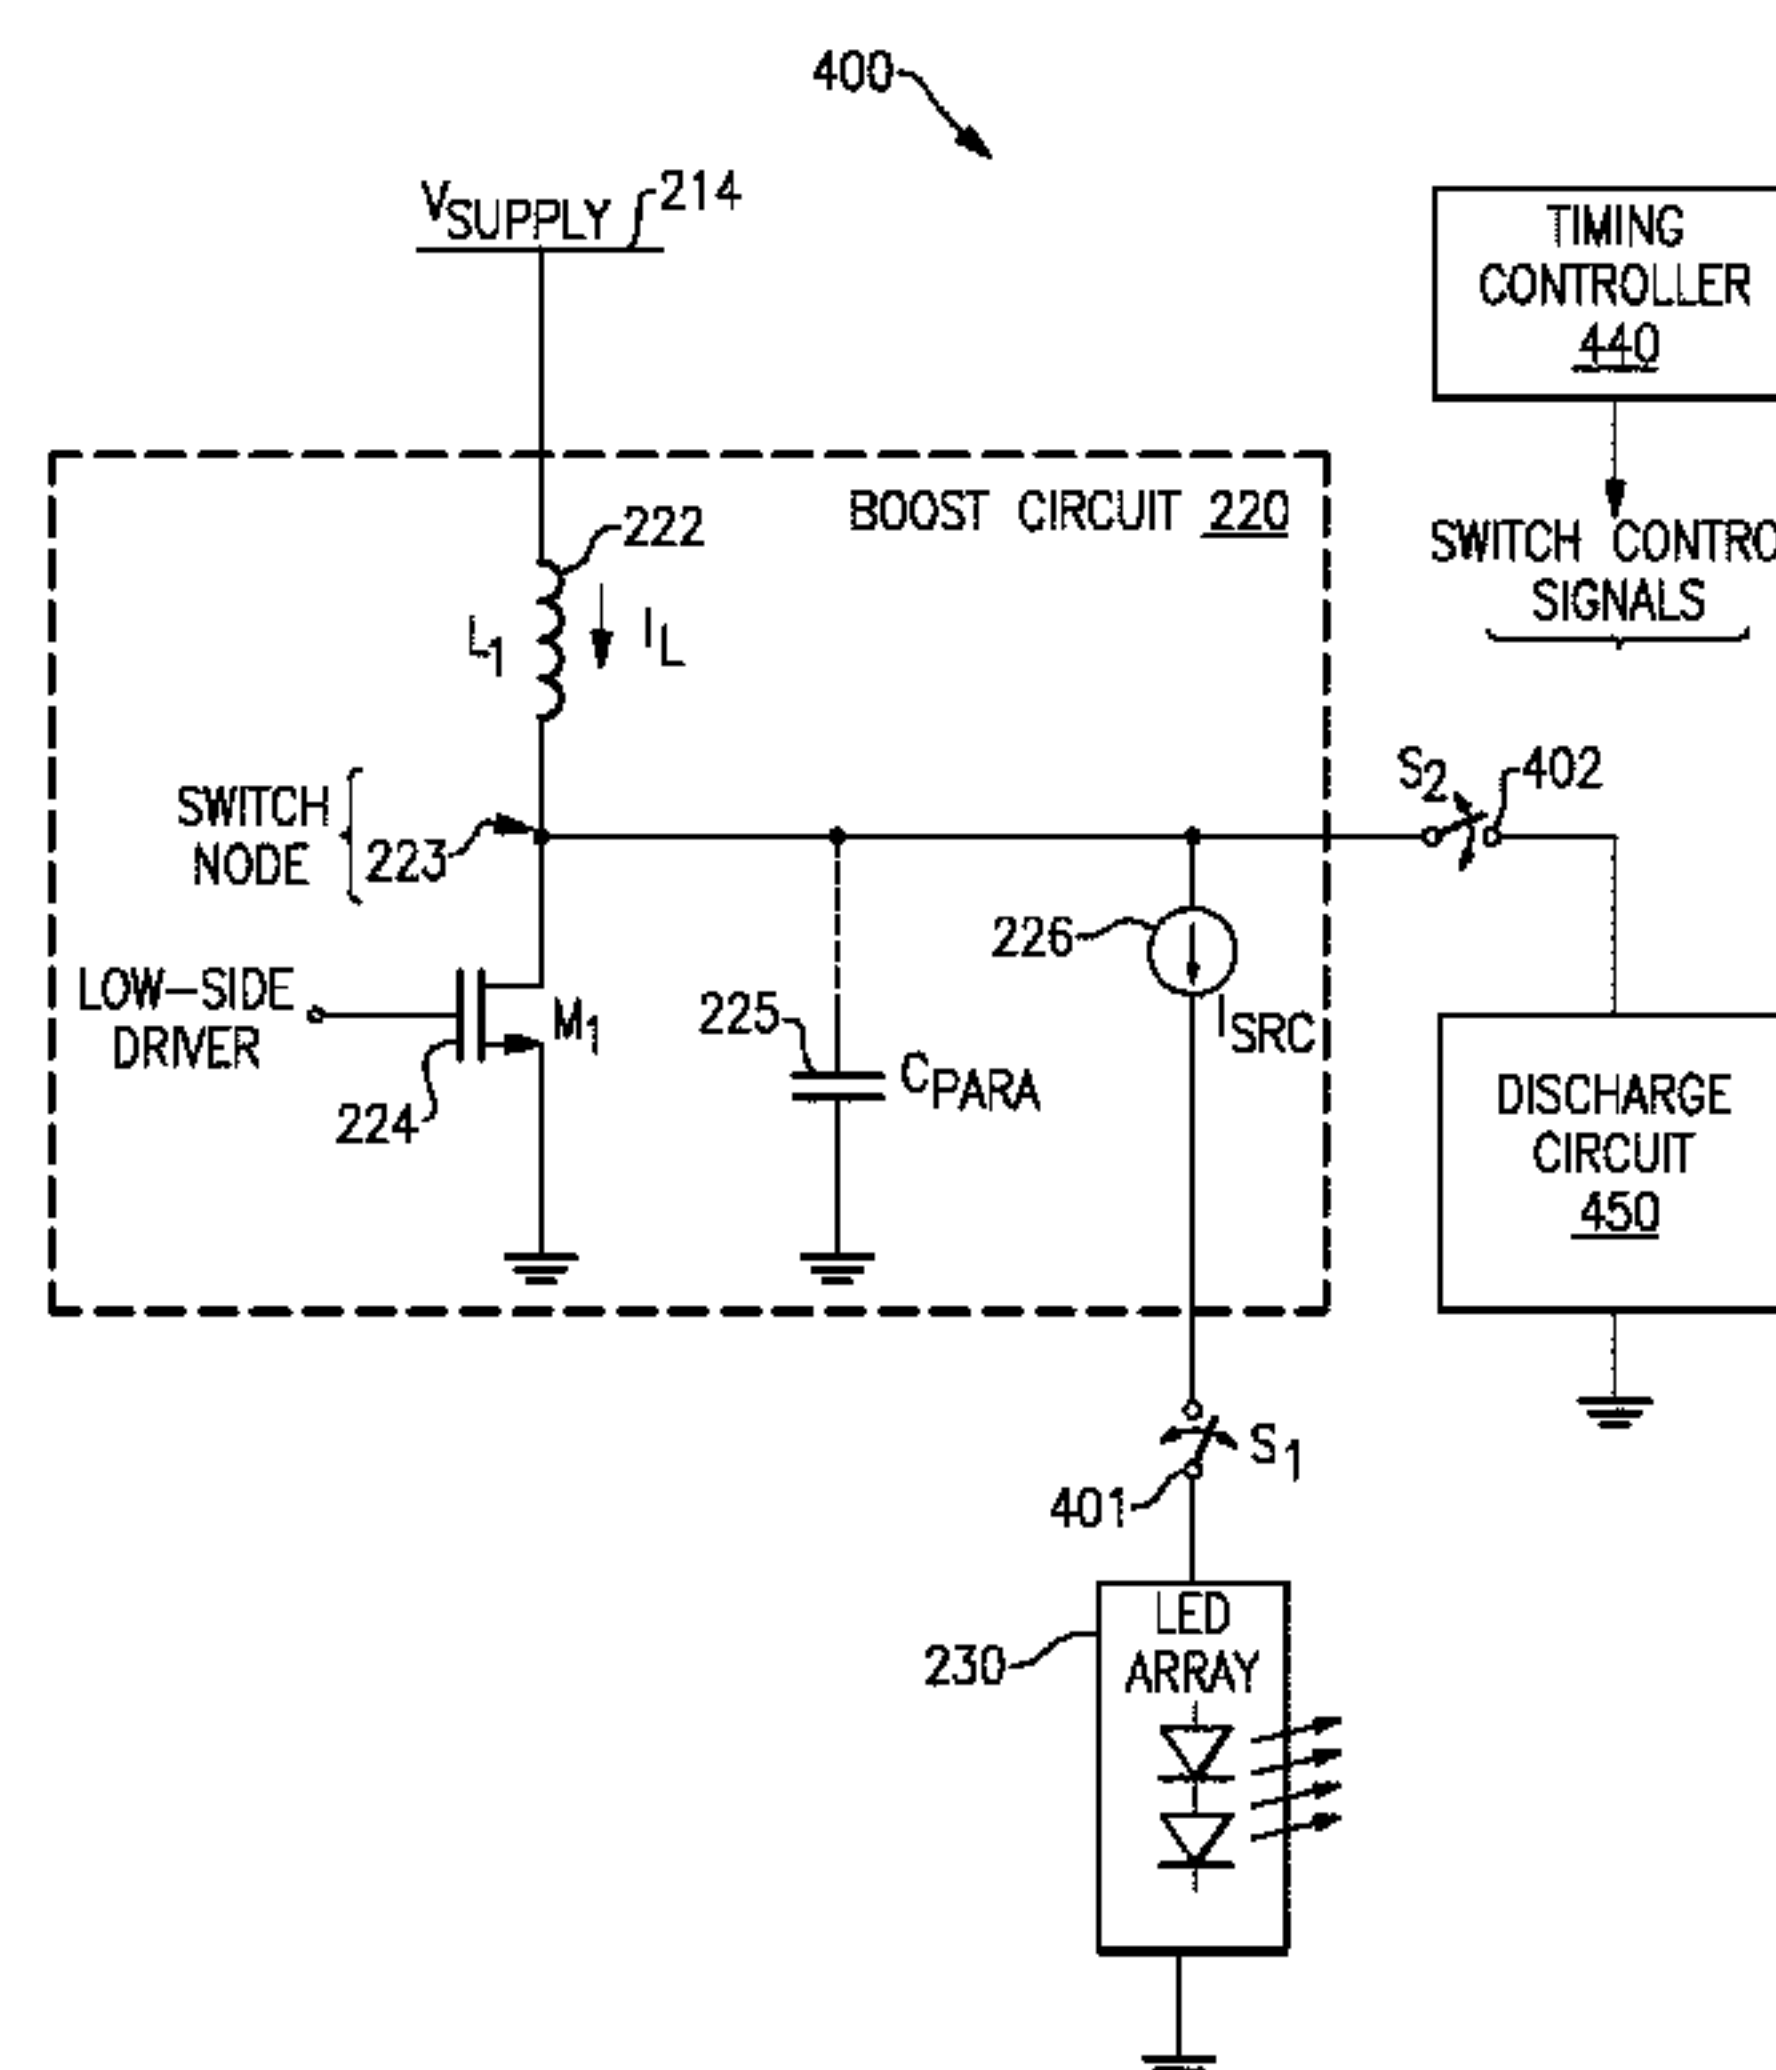 400
VSUPPLY 214
TIMING
CONTROLLER
440
BOOST CIRCUIT 220
SWITCH CONTRO
SIGNALS
222
L1
IL
S2
402
SWITCH
NODE
223
226
ISRC
LOW-SIDE
DRIVER
M1
224
225
CPARA
DISCHARGE
CIRCUIT
450
S1
401
LED
ARRAY
230